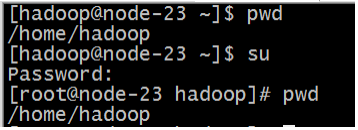 [hadoop@node-23 ~]$ pwd
/home/hadoop
[hadoop@node-23 ~]$ su
Password:
[root@node-23 hadoop]# pwd
/home/hadoop